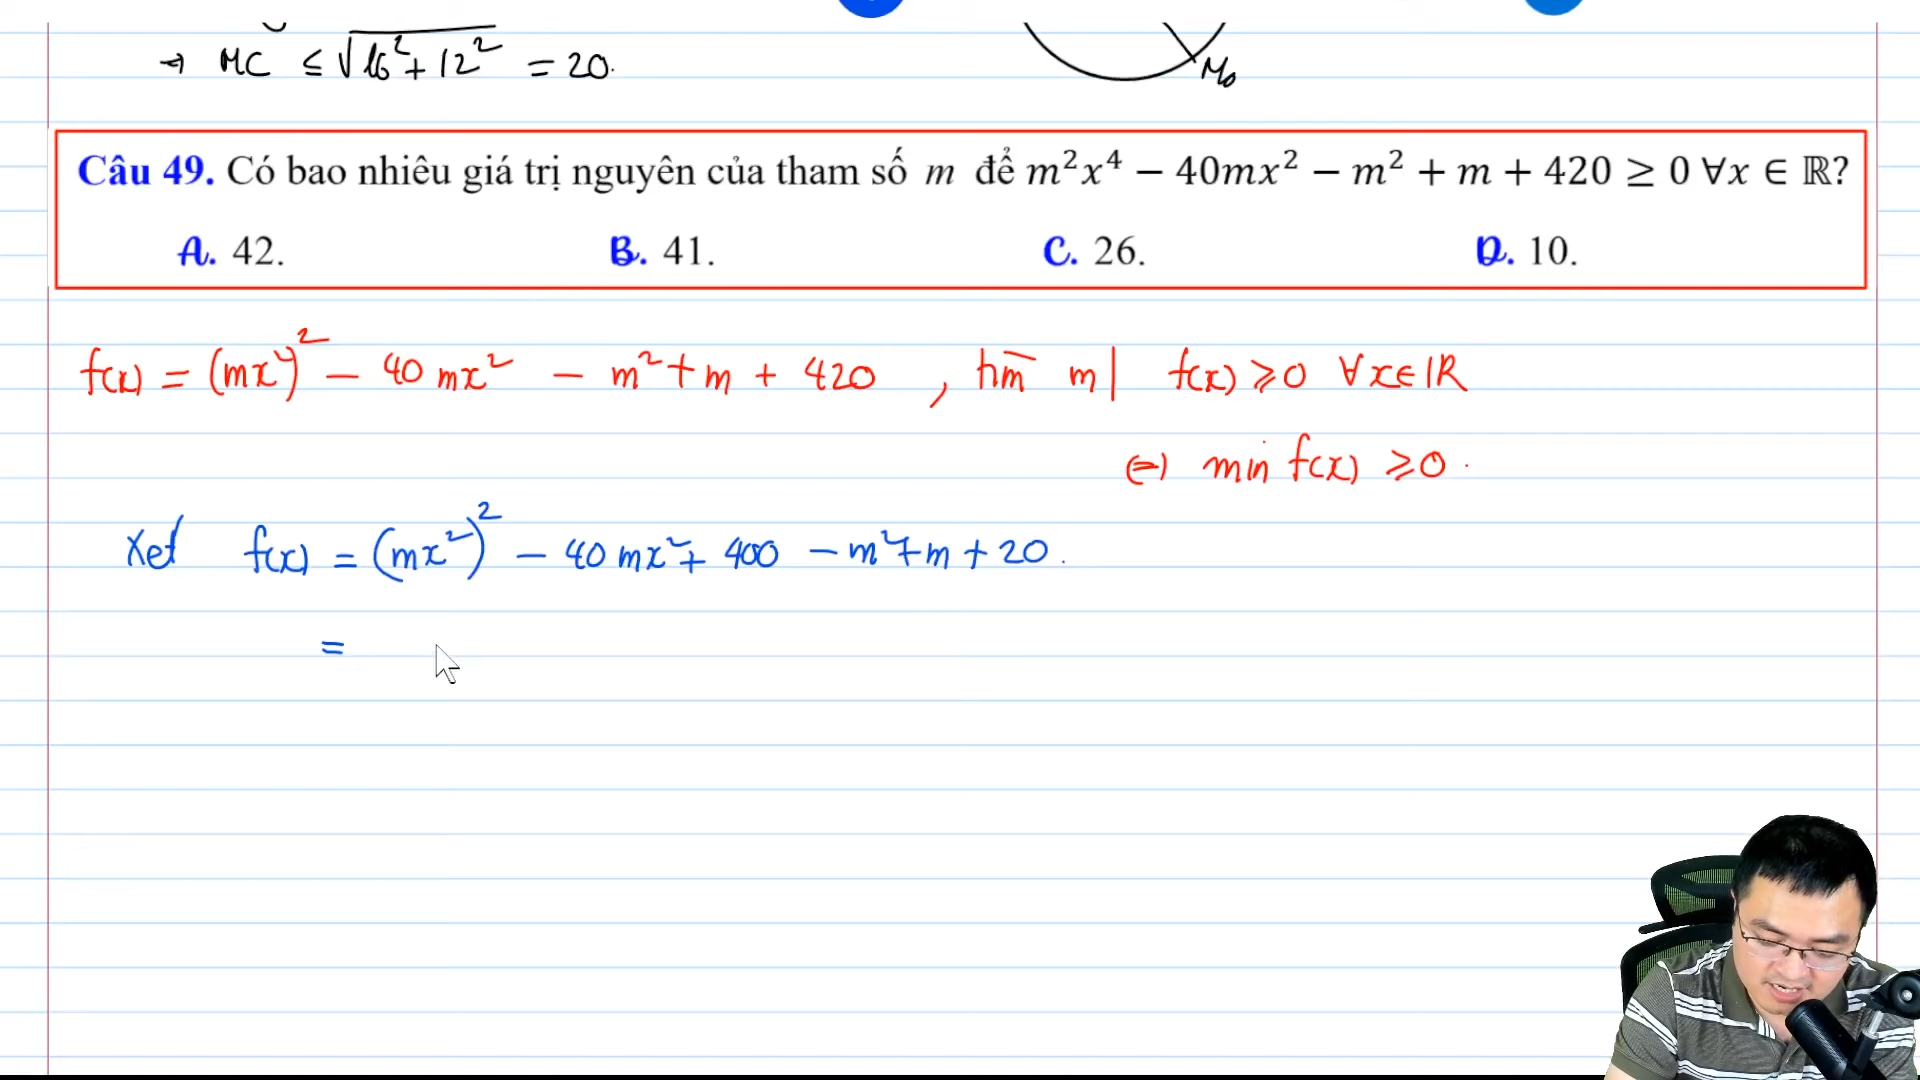 → MC ≤ √16² + 12² = 20.
M₀
Câu 49. Có bao nhiêu giá trị nguyên của tham số m để m²x⁴ − 40mx² − m² + m + 420 ≥ 0 ∀x ∈ ℝ?
A. 42. B. 41. C. 26. D. 10.
f(x) = (mx²)² − 40mx² − m² + m + 420 , tìm m | f(x) ≥ 0 ∀x∈ℝ
⇔ min f(x) ≥ 0.
Xét f(x) = (mx²)² − 40mx² + 400 − m² + m + 20.
=